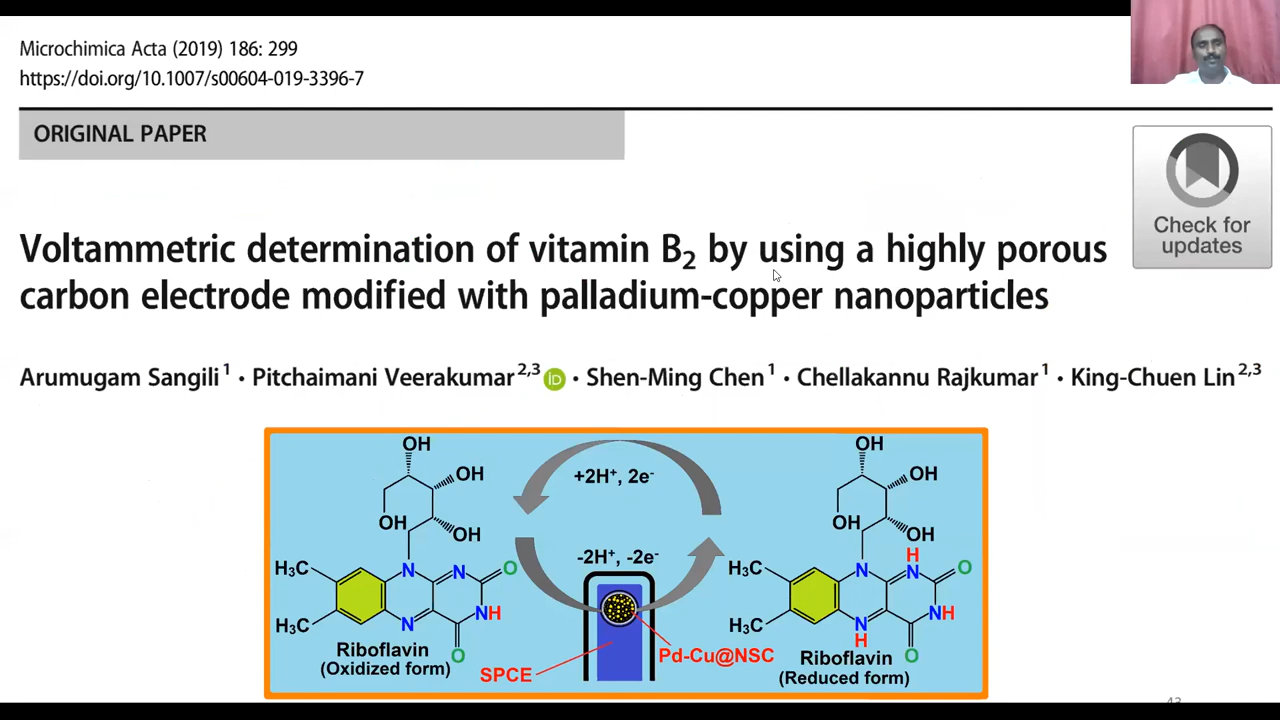 Microchimica Acta (2019) 186: 299
https://doi.org/10.1007/s00604-019-3396-7
ORIGINAL PAPER
Check for
updates
Voltammetric determination of vitamin B₂ by using a highly porous
carbon electrode modified with palladium-copper nanoparticles
Arumugam Sangili¹ · Pitchaimani Veerakumar²,³ iD · Shen-Ming Chen¹ · Chellakannu Rajkumar¹ · King-Chuen Lin²,³
OH
OH
OH
OH
H₃C
H₃C
N
N
O
N
NH
O
Riboflavin
(Oxidized form)
+2H⁺, 2e⁻
-2H⁺, -2e⁻
SPCE
Pd-Cu@NSC
OH
OH
OH
OH
H₃C
H₃C
N
H
N
O
N
H
NH
O
Riboflavin
(Reduced form)